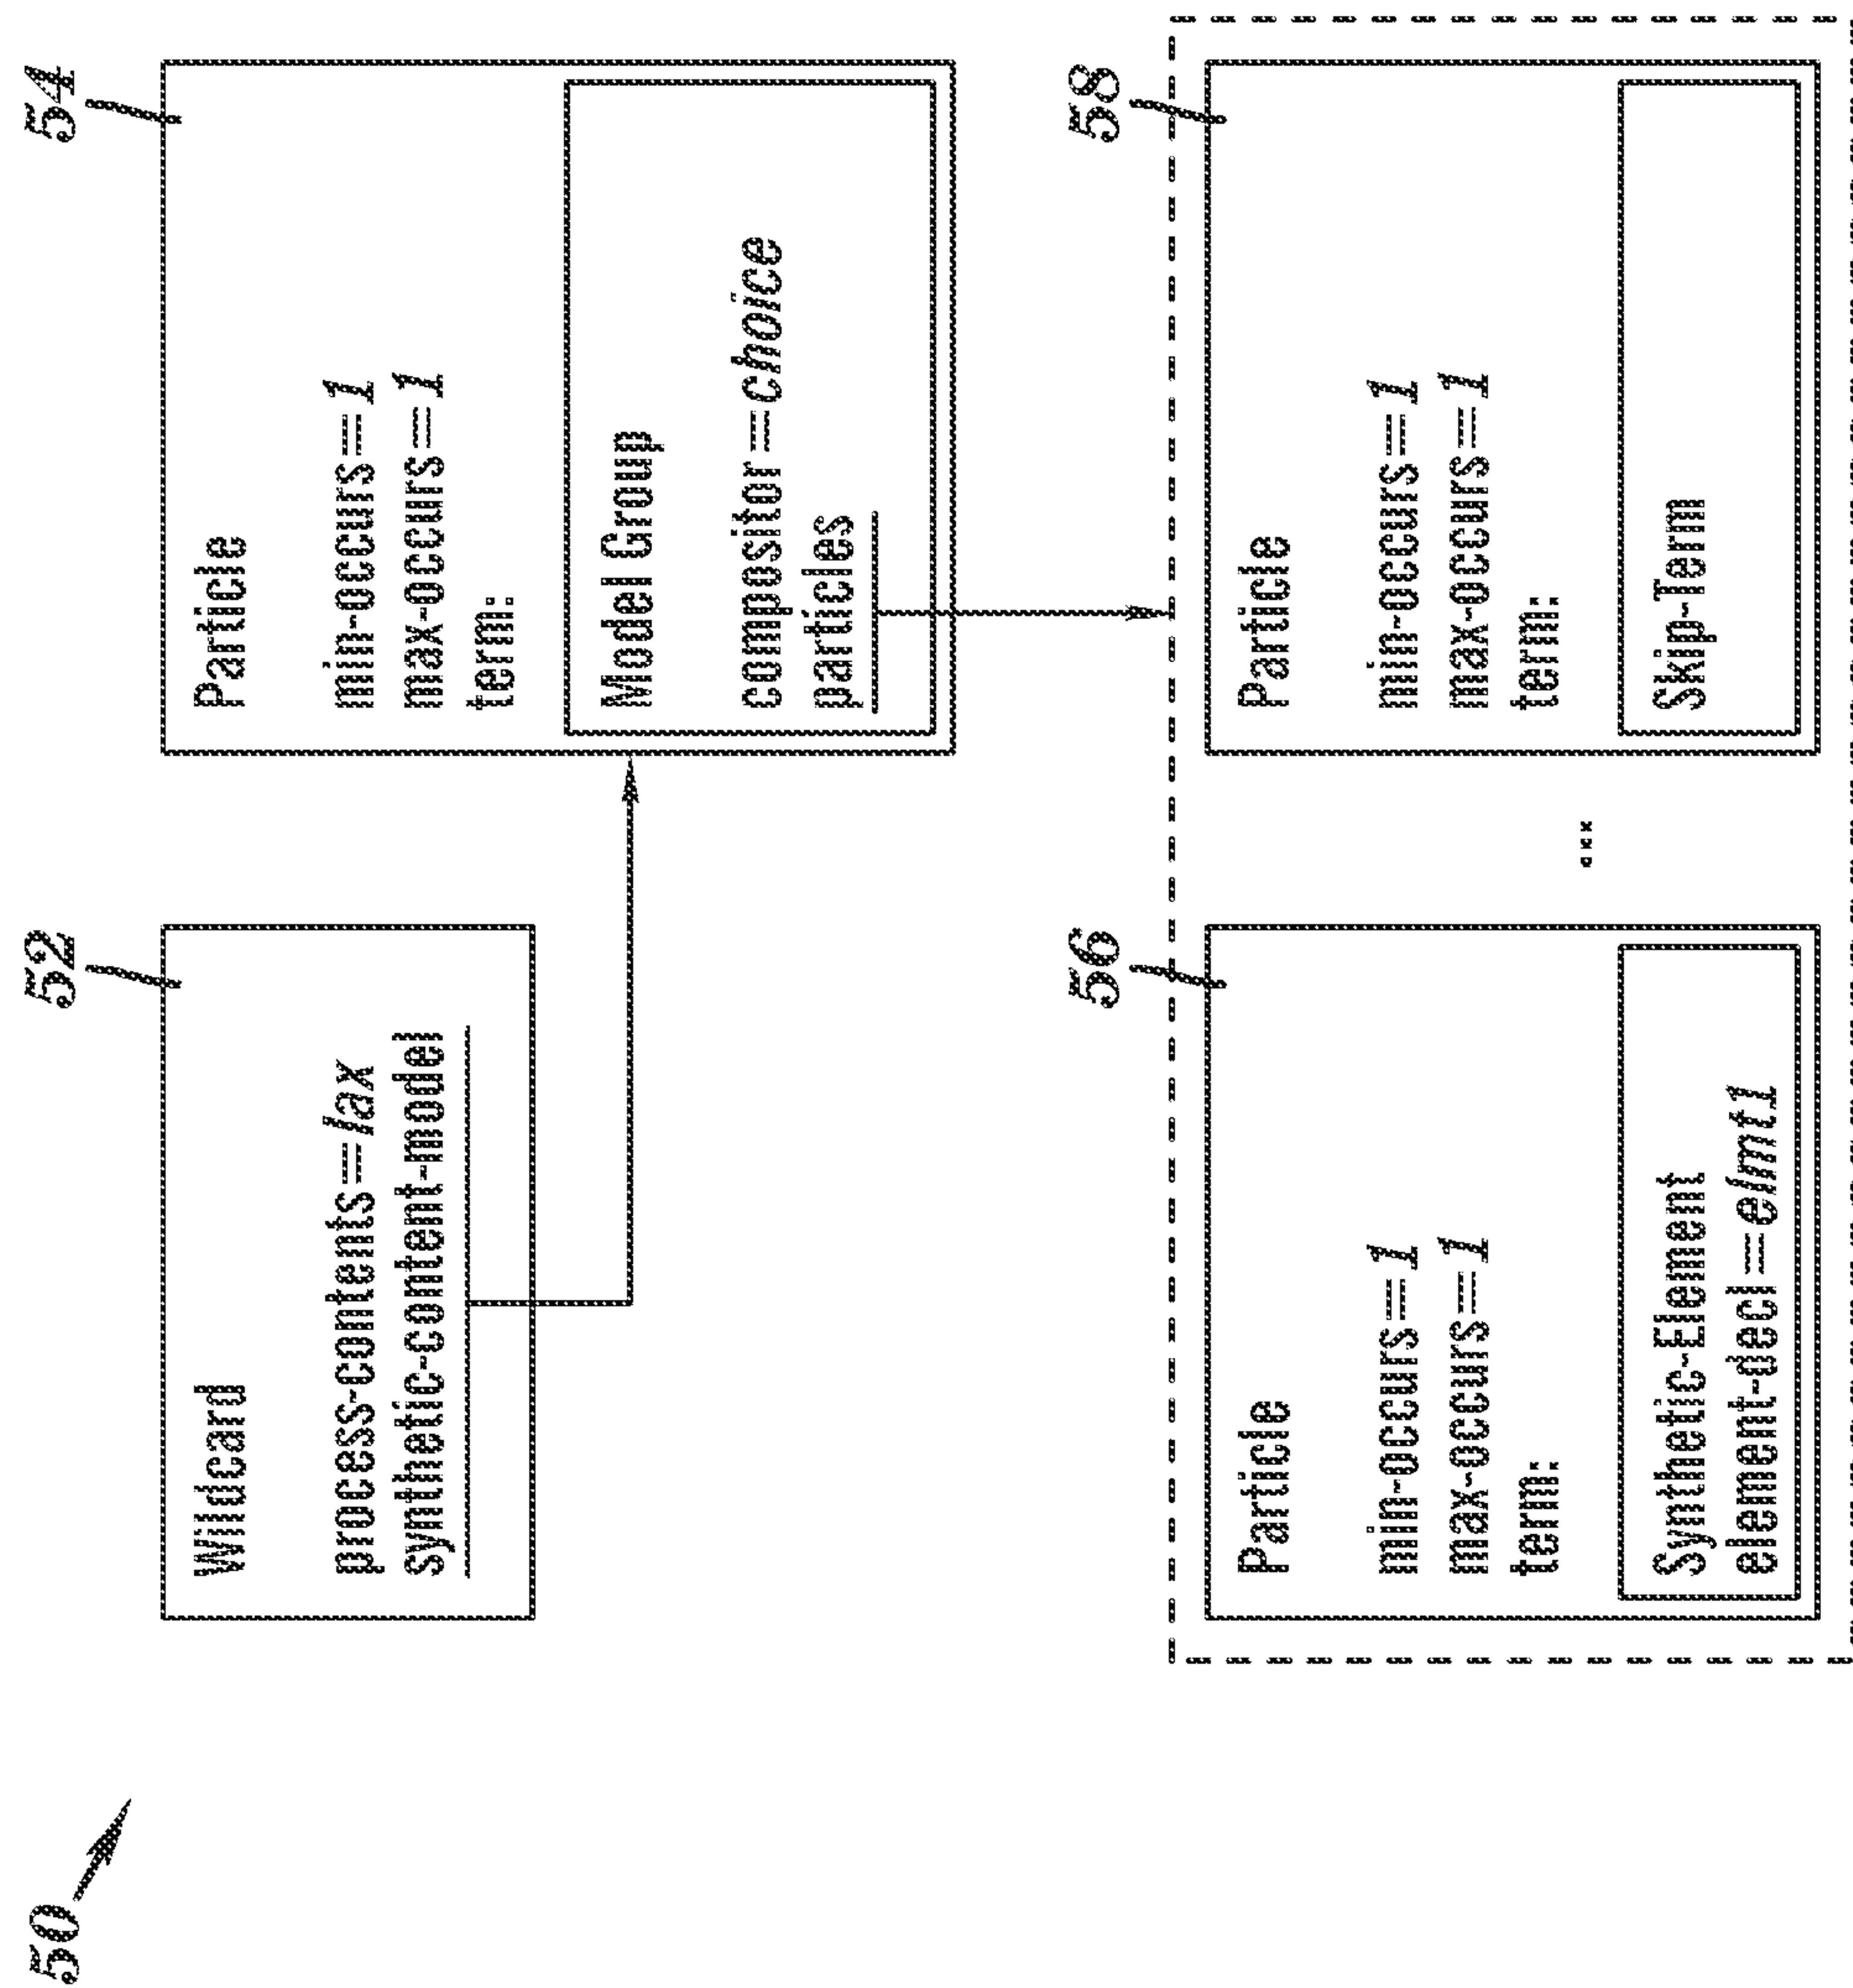 50
52
Wildcard
process-contents=lax
synthetic-content-model
54
Particle
min-occurs=1
max-occurs=1
term:
Model Group
compositor=choice
particles
56
Particle
min-occurs=1
max-occurs=1
term:
Synthetic-Element
element-decl=elmt1
...
58
Particle
min-occurs=1
max-occurs=1
term:
Skip-Term